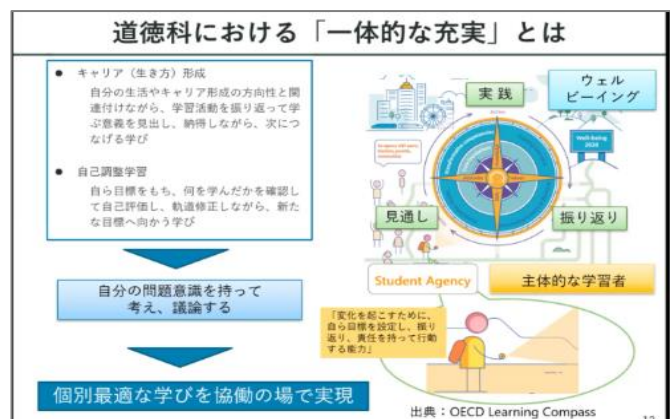 道徳科における「一体的な充実」とは
● キャリア（生き方）形成
自分の生活やキャリア形成の方向性と関
連付けながら、学習活動を振り返って学
ぶ意義を見出し、納得しながら、次につ
なげる学び
● 自己調整学習
自ら目標をもち、何を学んだかを確認し
て自己評価し、軌道修正しながら、新た
な目標へ向かう学び
自分の問題意識を持って
考え、議論する
個別最適な学びを協働の場で実現
実践
ウェル
ビーイング
Well-being
2030
見通し
振り返り
Student Agency
主体的な学習者
「変化を起こすために、
自ら目標を設定し、振り
返り、責任を持って行動
する能力」
出典：OECD Learning Compass